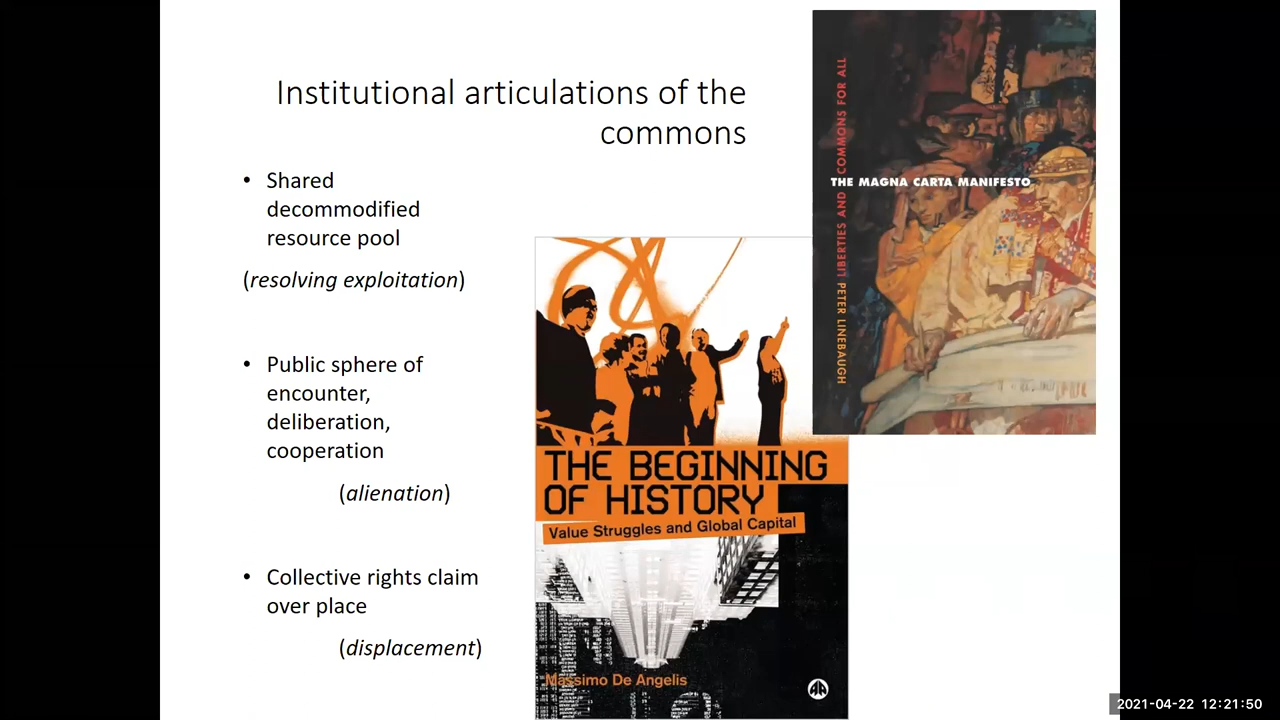 Institutional articulations of the
commons
• Shared
decommodified
resource pool
(resolving exploitation)
• Public sphere of
encounter,
deliberation,
cooperation
(alienation)
• Collective rights claim
over place
(displacement)
THE BEGINNING
OF HISTORY
Value Struggles and Global Capital
Massimo De Angelis
THE MAGNA CARTA MANIFESTO
PETER LINEBAUGH LIBERTIES AND COMMONS FOR ALL
2021-04-22 12:21:50